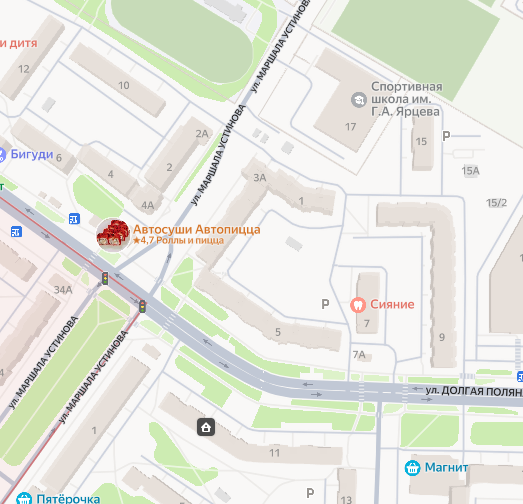 и дитя
12
10
ул. МАРШАЛА УСТИНОВА
Спортивная
школа им.
Г.А. Ярцева
17
P
15
15А
15/2
2А
2
Бигуди
6
4
4А
ул. МАРШАЛА УСТИНОВА
3А
1
Автосуши Автопицца
★4,7 Роллы и пицца
34А
P
Сияние
7
5
9
7А
ул. МАРШАЛА УСТИНОВА
ул. МАРШАЛА УСТИНОВА
ул. ДОЛГАЯ ПОЛЯН
1
11
Магнит
P
13
Пятёрочка